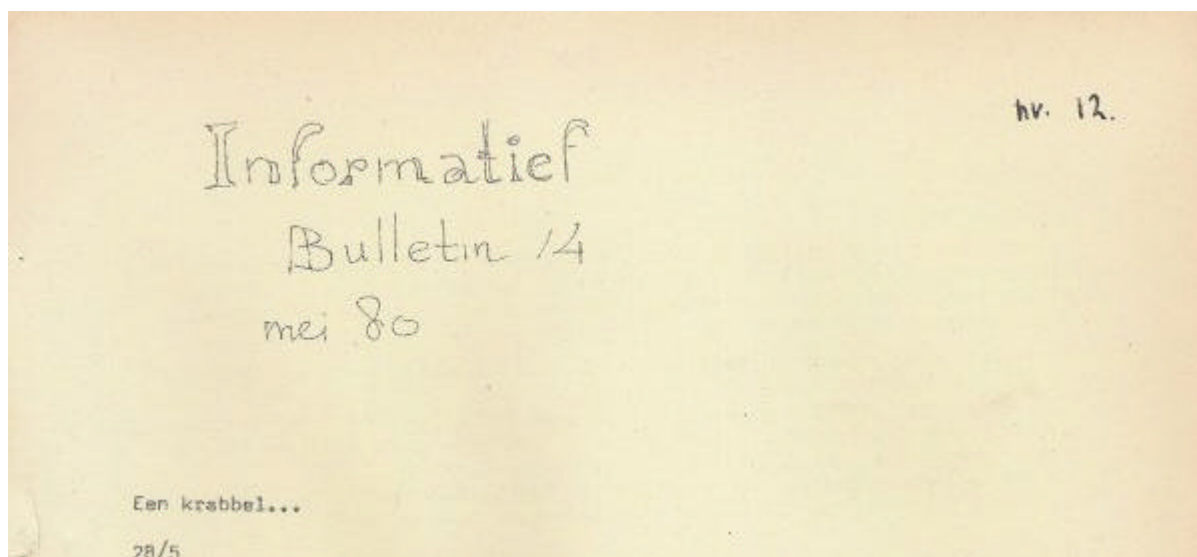 nr. 12.
Informatief
Bulletin 14
mei 80
Een krabbel...
28/5